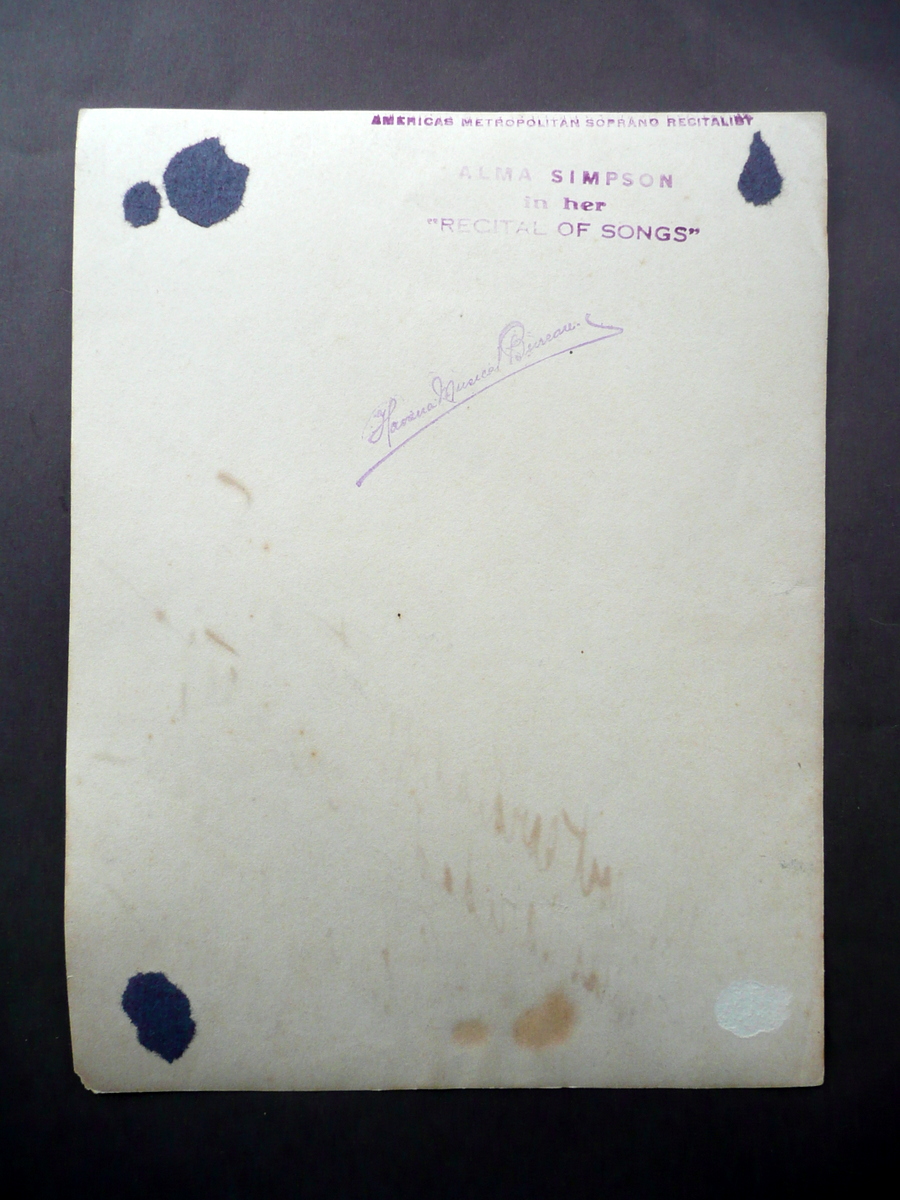 AMERICAS METROPOLITAN SOPRANO RECITALIST
ALMA SIMPSON
in her
"RECITAL OF SONGS"
Havana Musical Bureau